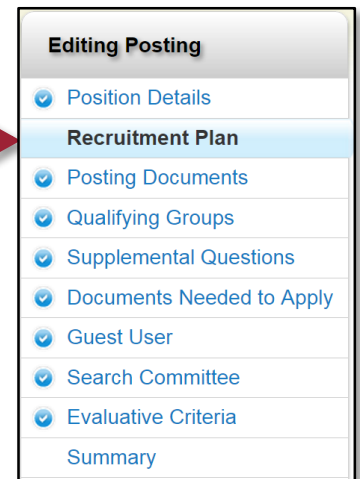 Editing Posting
Position Details
Recruitment Plan
Posting Documents
Qualifying Groups
Supplemental Questions
Documents Needed to Apply
Guest User
Search Committee
Evaluative Criteria
Summary